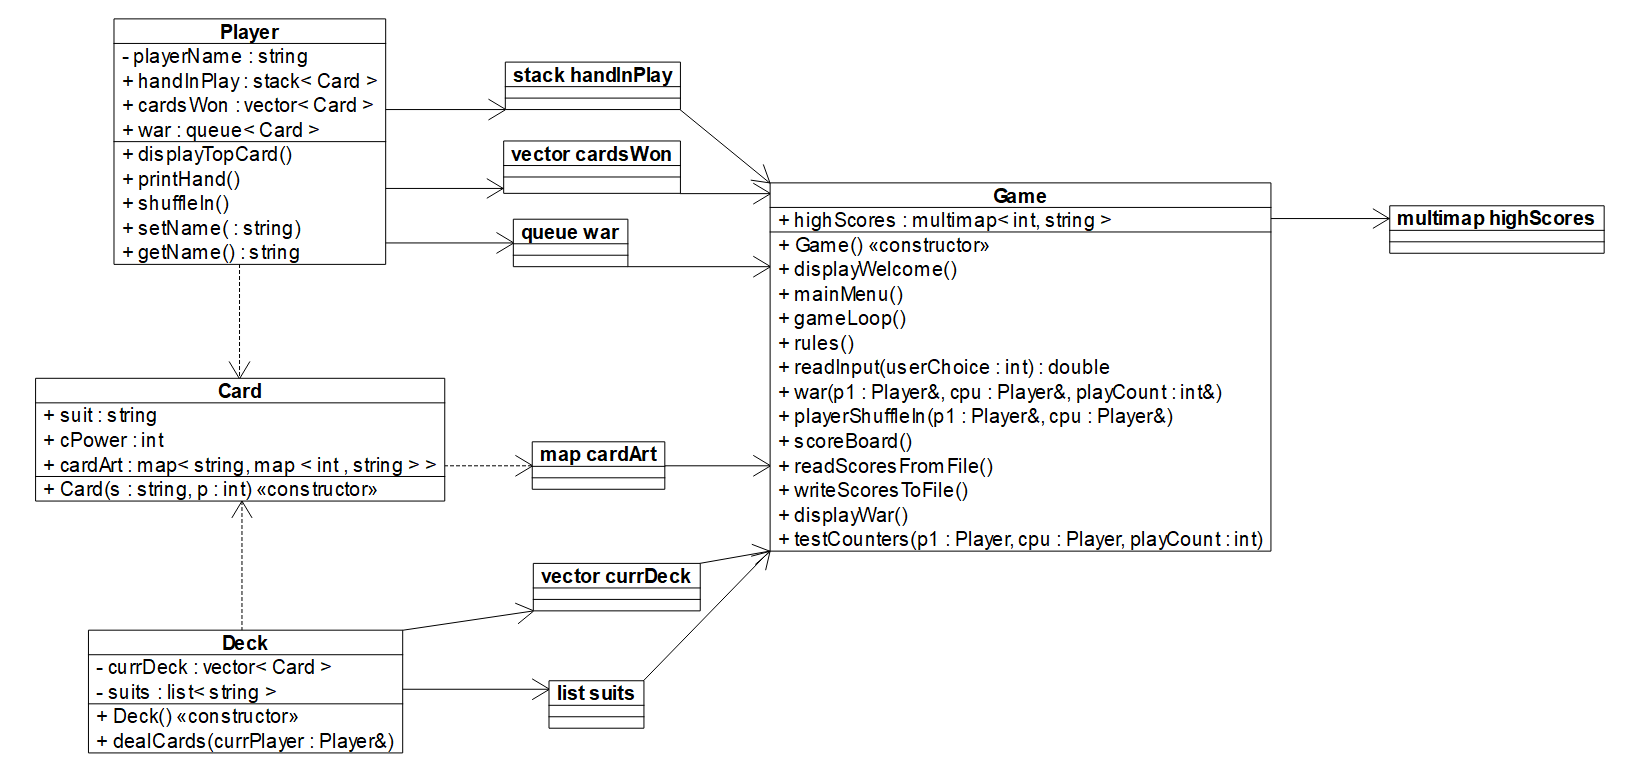 Player
- playerName : string
+ handInPlay : stack< Card >
+ cardsWon : vector< Card >
+ war : queue< Card >
+ displayTopCard()
+ printHand()
+ shuffleIn()
+ setName( : string)
+ getName() : string
stack handInPlay
vector cardsWon
queue war
Game
+ highScores : multimap< int, string >
+ Game() «constructor»
+ displayWelcome()
+ mainMenu()
+ gameLoop()
+ rules()
+ readInput(userChoice : int) : double
+ war(p1 : Player&, cpu : Player&, playCount : int&)
+ playerShuffleIn(p1 : Player&, cpu : Player&)
+ scoreBoard()
+ readScoresFromFile()
+ writeScoresToFile()
+ displayWar()
+ testCounters(p1 : Player, cpu : Player, playCount : int)
multimap highScores
Card
+ suit : string
+ cPower : int
+ cardArt : map< string, map < int , string > >
+ Card(s : string, p : int) «constructor»
map cardArt
vector currDeck
Deck
- currDeck : vector< Card >
- suits : list< string >
+ Deck() «constructor»
+ dealCards(currPlayer : Player&)
list suits